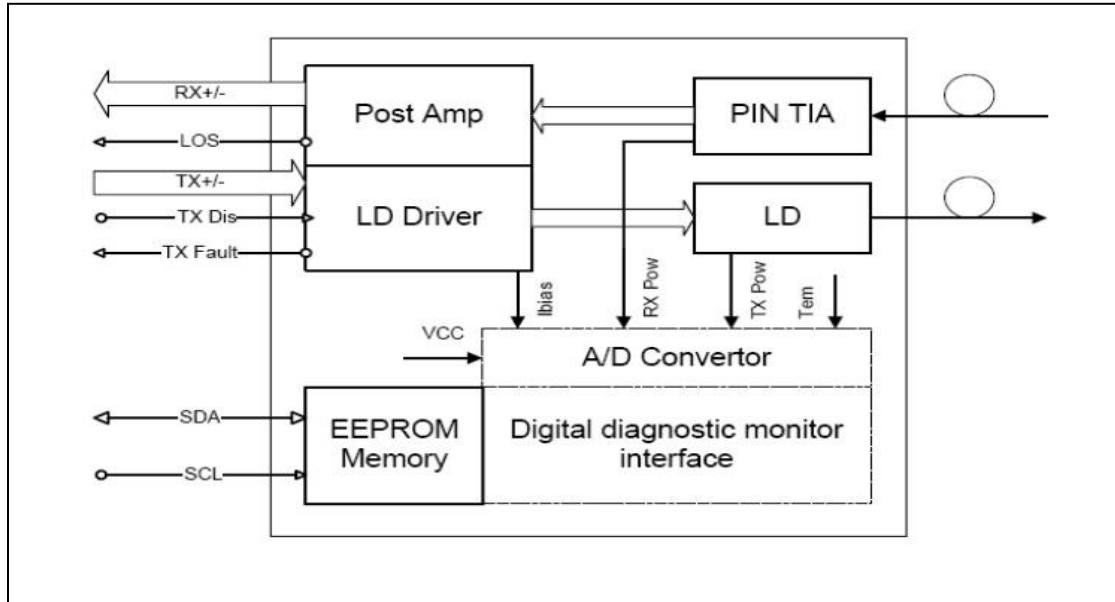 RX+/-
Post Amp
PIN TIA
LOS
TX+/-
LD Driver
LD
TX Dis
TX Fault
Ibias
RX Pow
TX Pow
Tem
VCC
A/D Convertor
SDA
EEPROM
Memory
Digital diagnostic monitor
interface
SCL